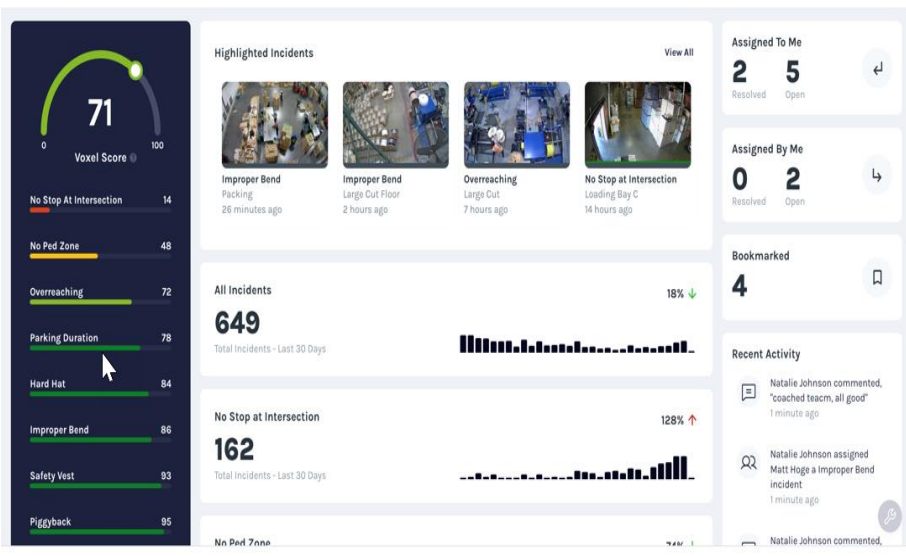 71
0
100
Voxel Score
No Stop At Intersection 14
No Ped Zone 48
Overreaching 72
Parking Duration 78
Hard Hat 84
Improper Bend 86
Safety Vest 93
Piggyback 95
Highlighted Incidents
View All
Improper Bend
Packing
26 minutes ago
Improper Bend
Large Cut Floor
2 hours ago
Overreaching
Large Cut
7 hours ago
No Stop at Intersection
Loading Bay C
14 hours ago
All Incidents
18%
649
Total Incidents - Last 30 Days
No Stop at Intersection
128%
162
Total Incidents - Last 30 Days
No Ped Zone
74%
Assigned To Me
2 5
Resolved Open
Assigned By Me
0 2
Resolved Open
Bookmarked
4
Recent Activity
Natalie Johnson commented,
"coached teacm, all good"
1 minute ago
Natalie Johnson assigned
Matt Hoge a Improper Bend
incident
1 minute ago
Natalie Johnson commented,